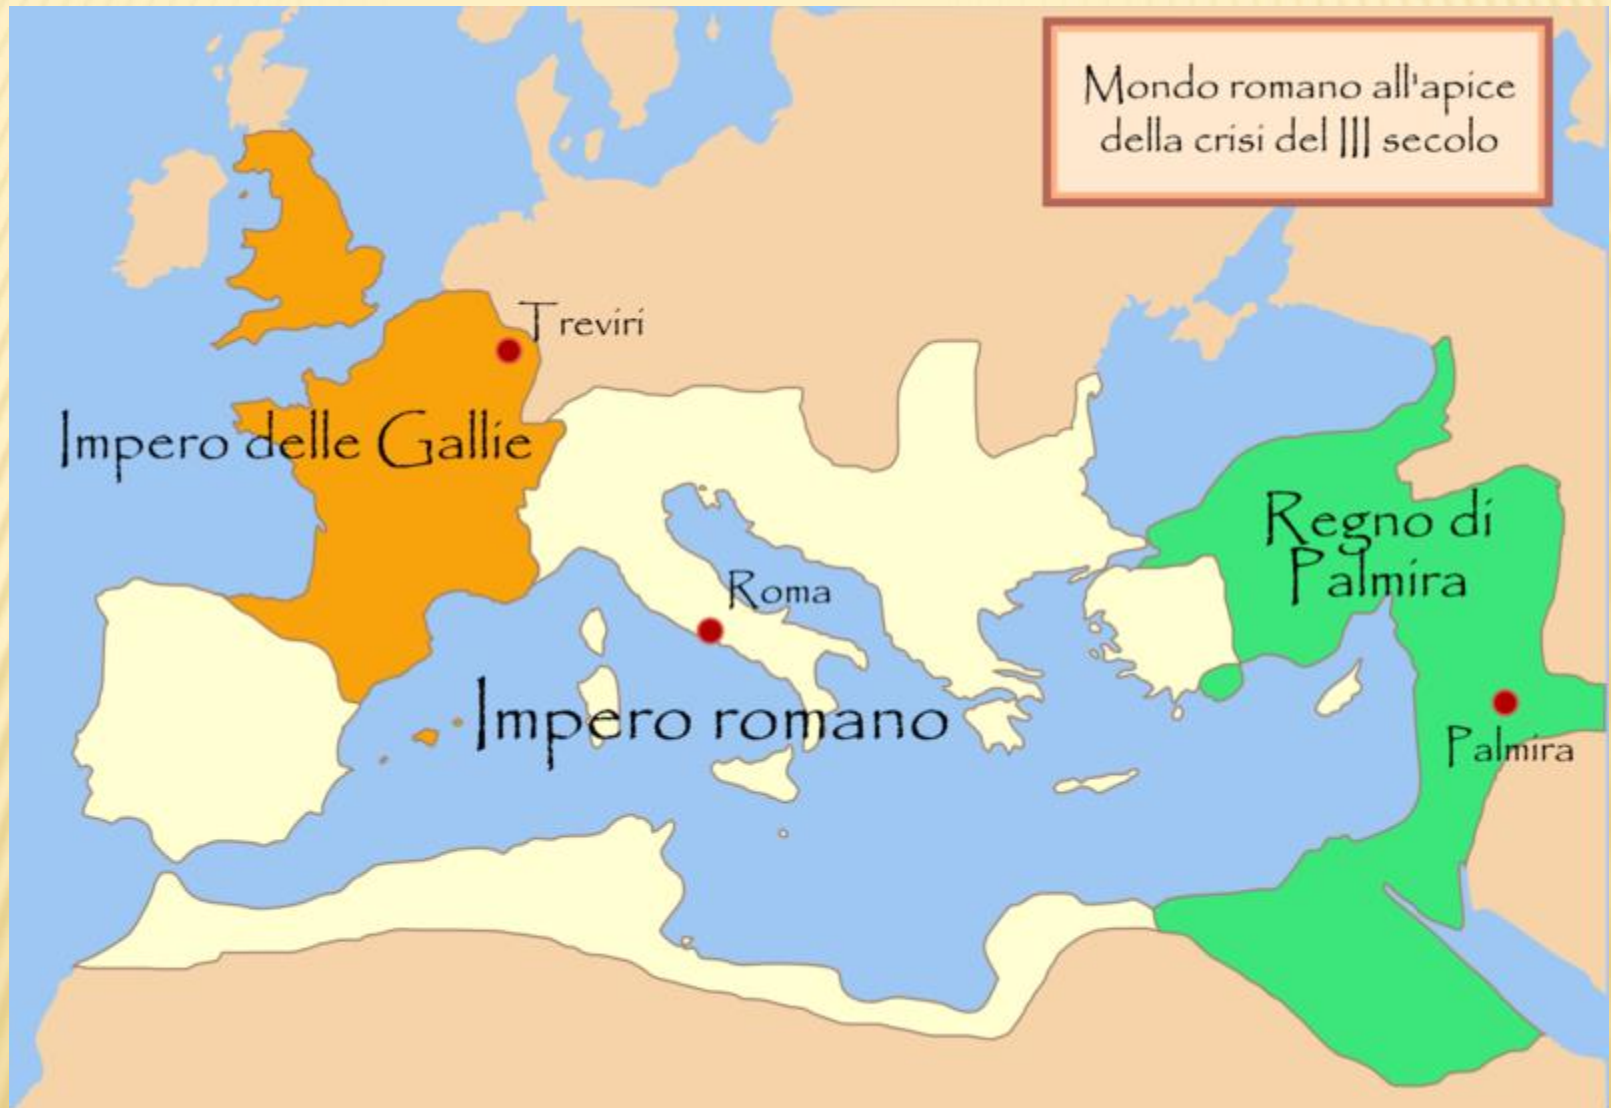 Mondo romano all'apice
della crisi del III secolo
Treviri
Impero delle Gallie
Regno di
Palmira
Roma
Impero romano
Palmira